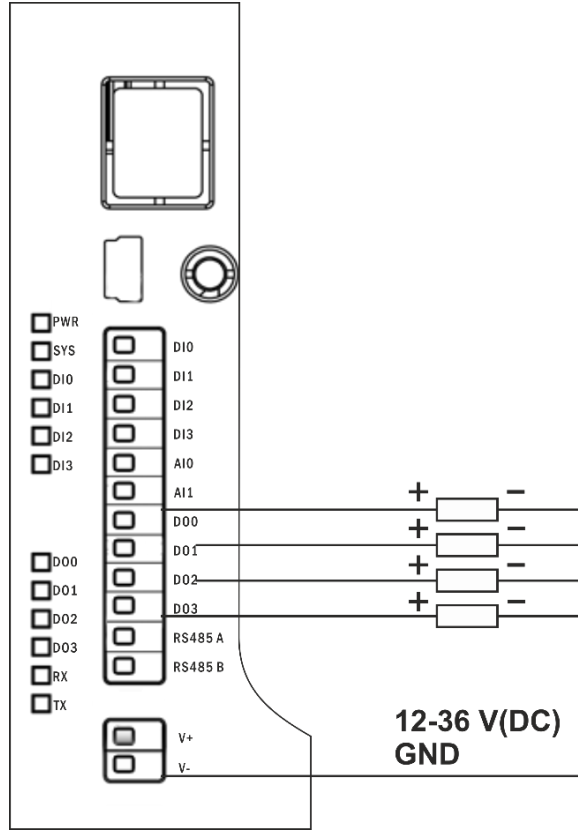 PWR
SYS
DI0
DI1
DI2
DI3
DO0
DO1
DO2
DO3
RX
TX
DI0
DI1
DI2
DI3
AI0
AI1
DO0
DO1
DO2
DO3
RS485 A
RS485 B
V+
V-
+ −
+ −
+ −
+ −
12-36 V(DC)
GND